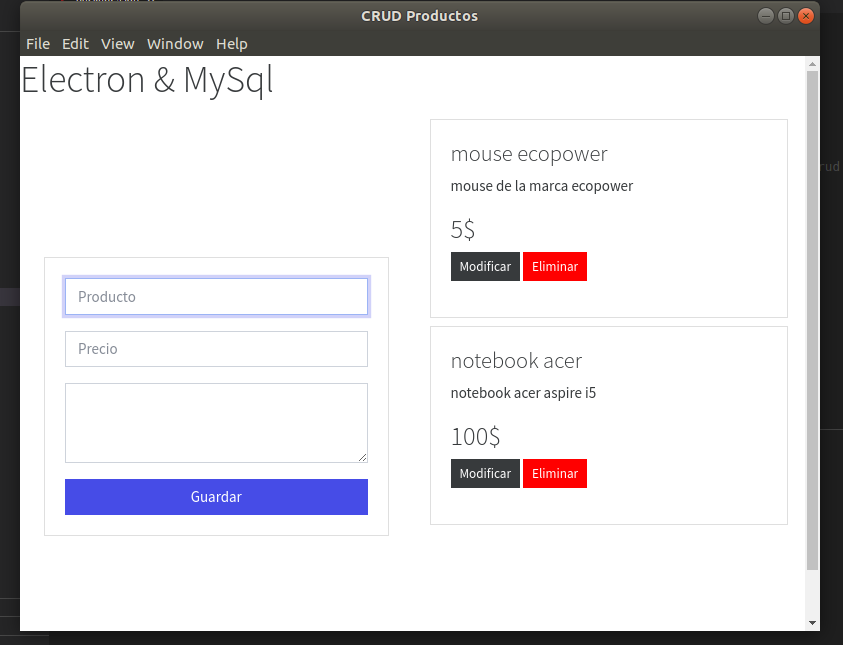 CRUD Productos
File Edit View Window Help
Electron & MySql
Producto
Precio
Guardar
mouse ecopower
mouse de la marca ecopower
5$
Modificar Eliminar
notebook acer
notebook acer aspire i5
100$
Modificar Eliminar
rud